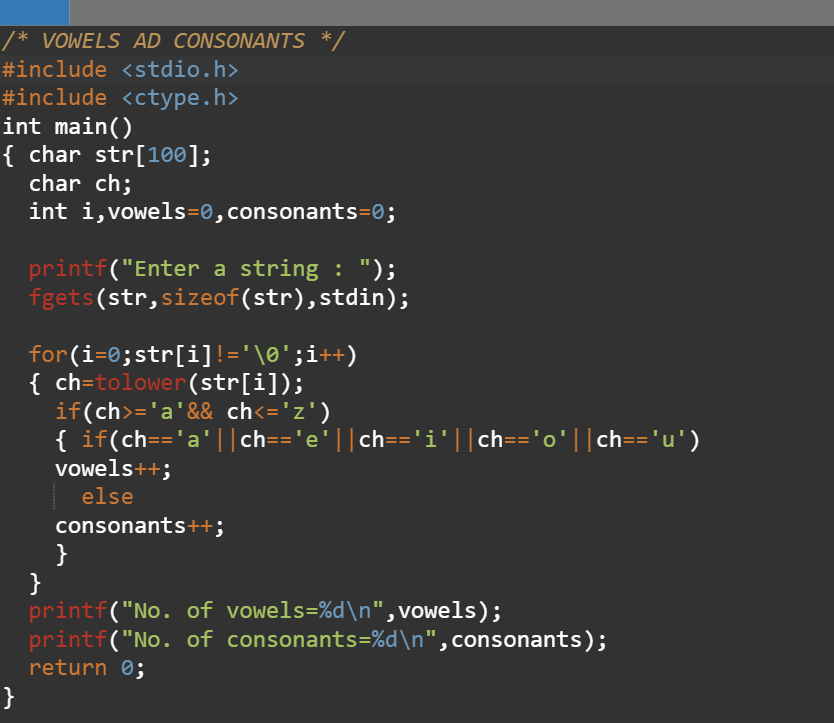 /* VOWELS AD CONSONANTS */
#include <stdio.h>
#include <ctype.h>
int main()
{ char str[100];
  char ch;
  int i,vowels=0,consonants=0;

  printf("Enter a string : ");
  fgets(str,sizeof(str),stdin);

  for(i=0;str[i]!='\0';i++)
  { ch=tolower(str[i]);
    if(ch>='a'&& ch<='z')
    { if(ch=='a'||ch=='e'||ch=='i'||ch=='o'||ch=='u')
    vowels++;
      else
    consonants++;
    }
  }
  printf("No. of vowels=%d\n",vowels);
  printf("No. of consonants=%d\n",consonants);
  return 0;
}